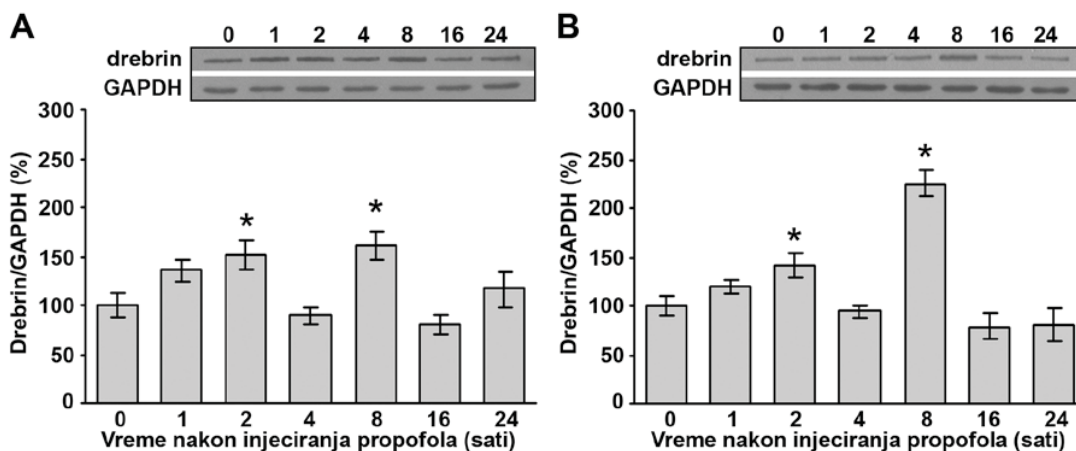 A
0 1 2 4 8 16 24
drebrin
GAPDH
Drebrin/GAPDH (%)
300
250
200
150
100
50
0
* *
0 1 2 4 8 16 24
Vreme nakon injeciranja propofola (sati)
B
0 1 2 4 8 16 24
drebrin
GAPDH
Drebrin/GAPDH (%)
300
250
200
150
100
50
0
* *
0 1 2 4 8 16 24
Vreme nakon injeciranja propofola (sati)